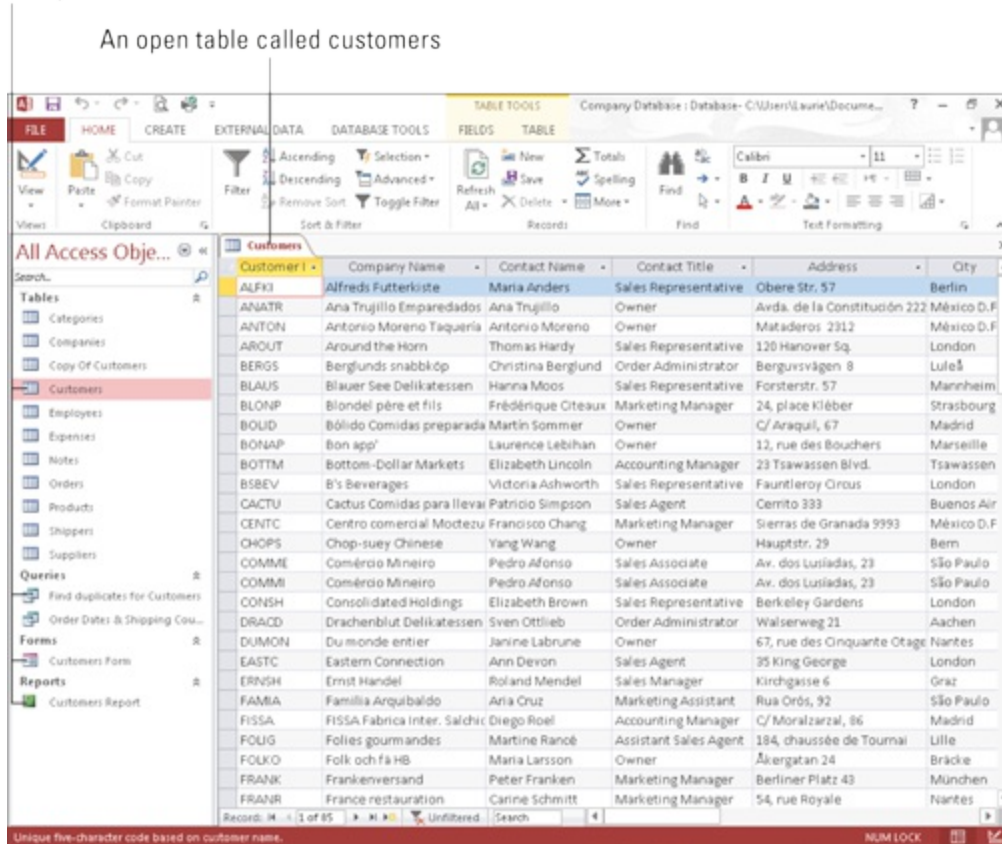 An open table called customers
TABLE TOOLS Company Database : Database- C:\Users\Laurie\Docume... ? – X
FILE HOME CREATE EXTERNAL DATA DATABASE TOOLS FIELDS TABLE
View Paste Cut Copy Format Painter Filter Ascending Descending Remove Sort Selection Advanced Toggle Filter Refresh All New Save Delete Totals Spelling More Find Calibri 11 B I U A
Views Clipboard Sort & Filter Records Find Text Formatting
All Access Obje... «
Search...
Tables
Categories
Companies
Copy Of Customers
Customers
Employees
Expenses
Notes
Orders
Products
Shippers
Suppliers
Queries
Find duplicates for Customers
Order Dates & Shipping Cou...
Forms
Customers Form
Reports
Customers Report
Customers
Customer I Company Name Contact Name Contact Title Address City
ALFKI Alfreds Futterkiste Maria Anders Sales Representative Obere Str. 57 Berlin
ANATR Ana Trujillo Emparedados Ana Trujillo Owner Avda. de la Constitución 222 México D.F
ANTON Antonio Moreno Taquería Antonio Moreno Owner Mataderos 2312 México D.F
AROUT Around the Horn Thomas Hardy Sales Representative 120 Hanover Sq. London
BERGS Berglunds snabbköp Christina Berglund Order Administrator Berguvsvägen 8 Luleå
BLAUS Blauer See Delikatessen Hanna Moos Sales Representative Forsterstr. 57 Mannheim
BLONP Blondel père et fils Frédérique Citeaux Marketing Manager 24, place Kléber Strasbourg
BOLID Bólido Comidas preparada Martín Sommer Owner C/ Araquil, 67 Madrid
BONAP Bon app' Laurence Lebihan Owner 12, rue des Bouchers Marseille
BOTTM Bottom-Dollar Markets Elizabeth Lincoln Accounting Manager 23 Tsawassen Blvd. Tsawassen
BSBEV B's Beverages Victoria Ashworth Sales Representative Fauntleroy Circus London
CACTU Cactus Comidas para llevar Patricio Simpson Sales Agent Cerrito 333 Buenos Air
CENTC Centro comercial Moctezu Francisco Chang Marketing Manager Sierras de Granada 9993 México D.F
CHOPS Chop-suey Chinese Yang Wang Owner Hauptstr. 29 Bern
COMME Comércio Mineiro Pedro Afonso Sales Associate Av. dos Lusíadas, 23 São Paulo
COMMI Comércio Mineiro Pedro Afonso Sales Associate Av. dos Lusíadas, 23 São Paulo
CONSH Consolidated Holdings Elizabeth Brown Sales Representative Berkeley Gardens London
DRACD Drachenblut Delikatessen Sven Ottlieb Order Administrator Walserweg 21 Aachen
DUMON Du monde entier Janine Labrune Owner 67, rue des Cinquante Otage Nantes
EASTC Eastern Connection Ann Devon Sales Agent 35 King George London
ERNSH Ernst Handel Roland Mendel Sales Manager Kirchgasse 6 Graz
FAMIA Familia Arquibaldo Aria Cruz Marketing Assistant Rua Orós, 92 São Paulo
FISSA FISSA Fabrica Inter. Salchic Diego Roel Accounting Manager C/ Moralzarzal, 86 Madrid
FOLIG Folies gourmandes Martine Rancé Assistant Sales Agent 184, chaussée de Tournai Lille
FOLKO Folk och fä HB Maria Larsson Owner Åkergatan 24 Bräcke
FRANK Frankenversand Peter Franken Marketing Manager Berliner Platz 43 München
FRANR France restauration Carine Schmitt Marketing Manager 54, rue Royale Nantes
Record: 1 of 85 Unfiltered Search
Unique five-character code based on customer name. NUM LOCK